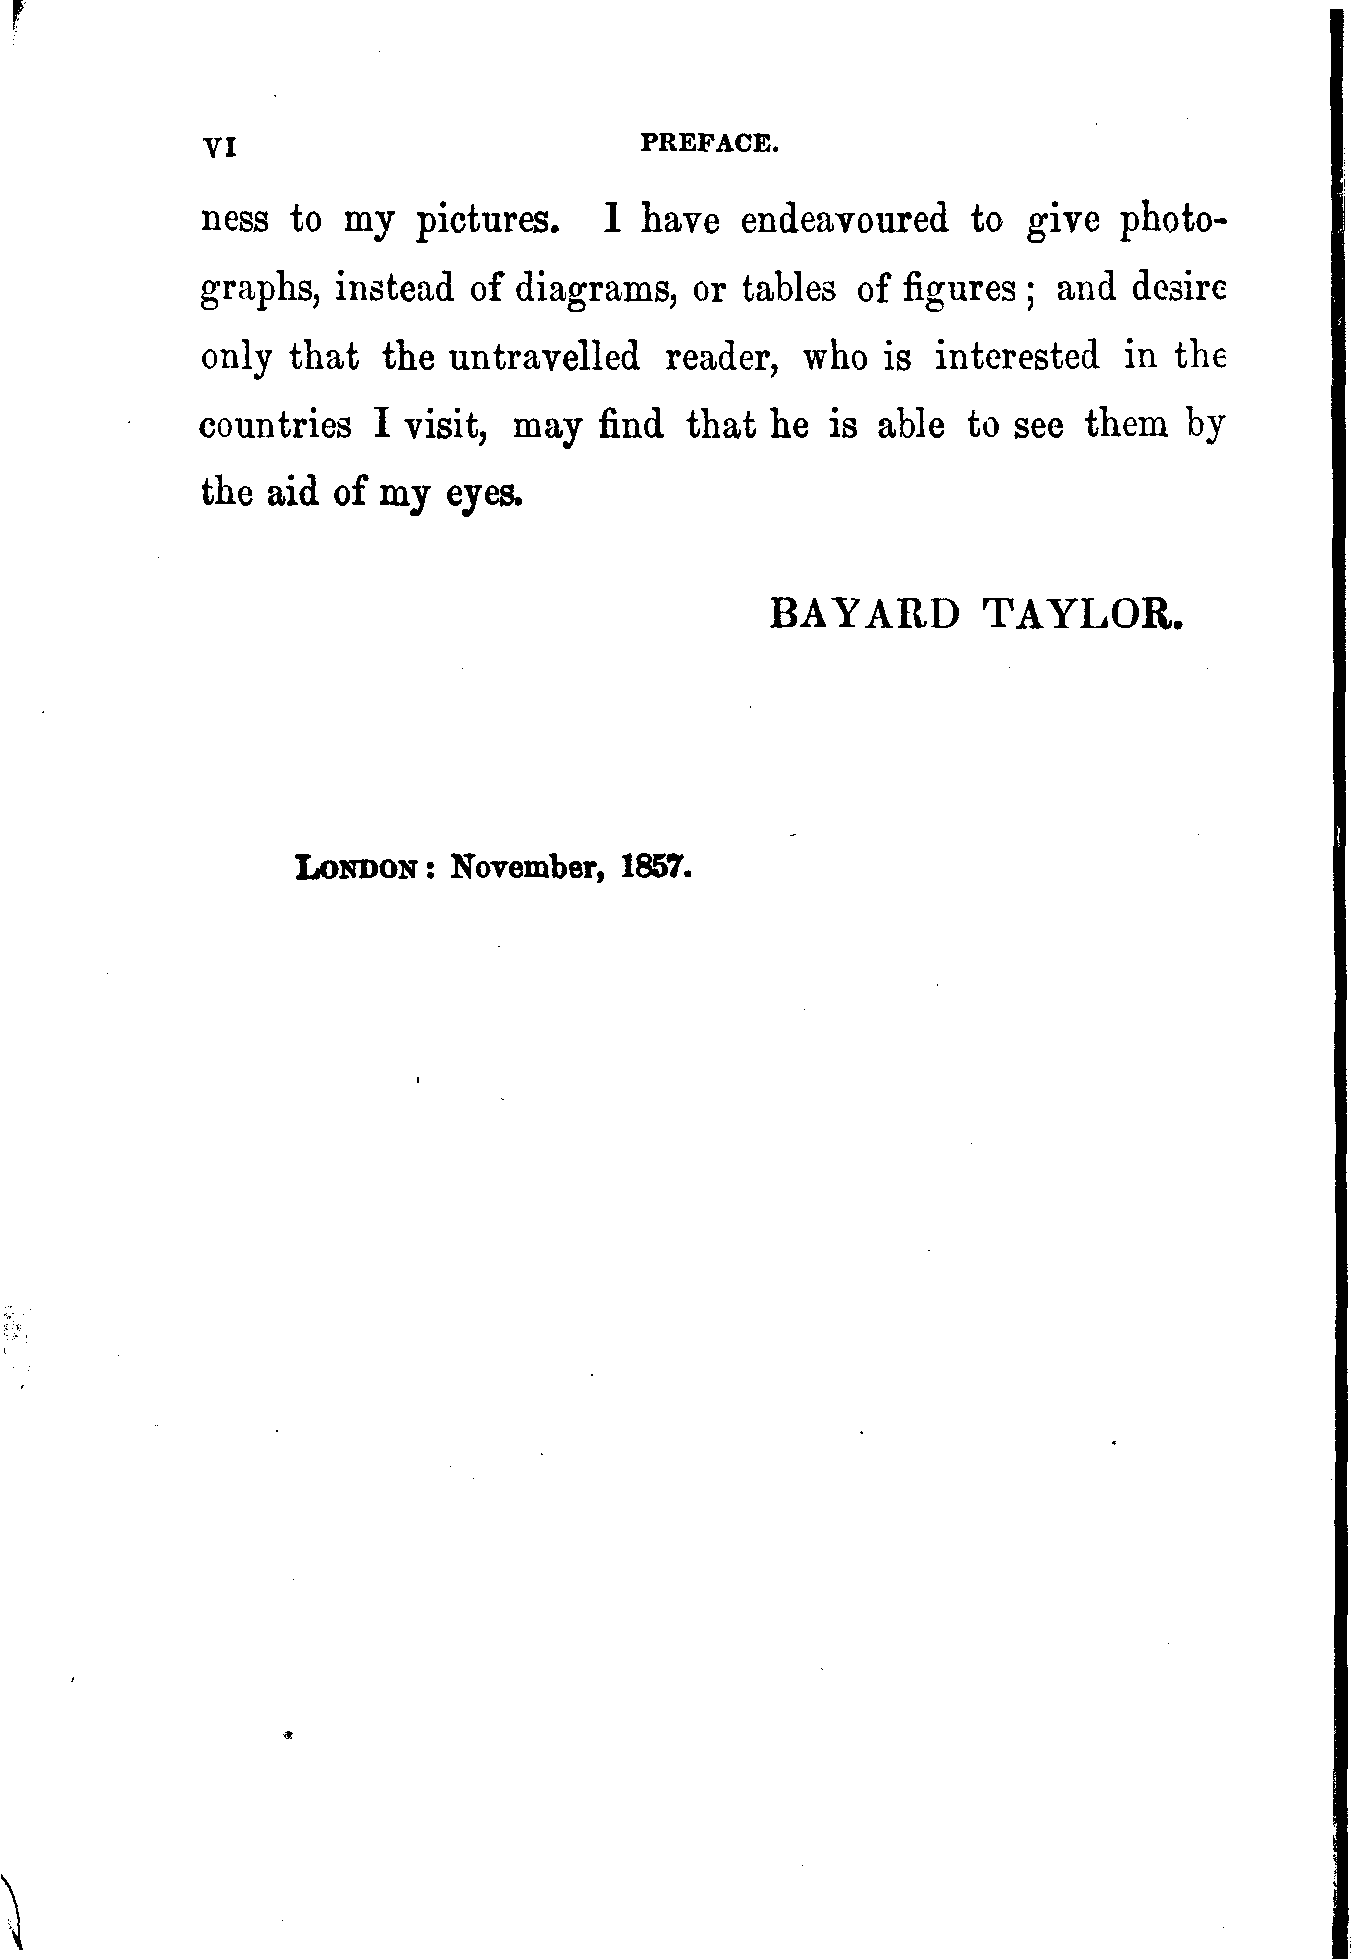 VI PREFACE.
ness to my pictures. I have endeavoured to give photo-
graphs, instead of diagrams, or tables of figures; and desire
only that the untravelled reader, who is interested in the
countries I visit, may find that he is able to see them by
the aid of my eyes.
BAYARD TAYLOR.
LONDON: November, 1857.